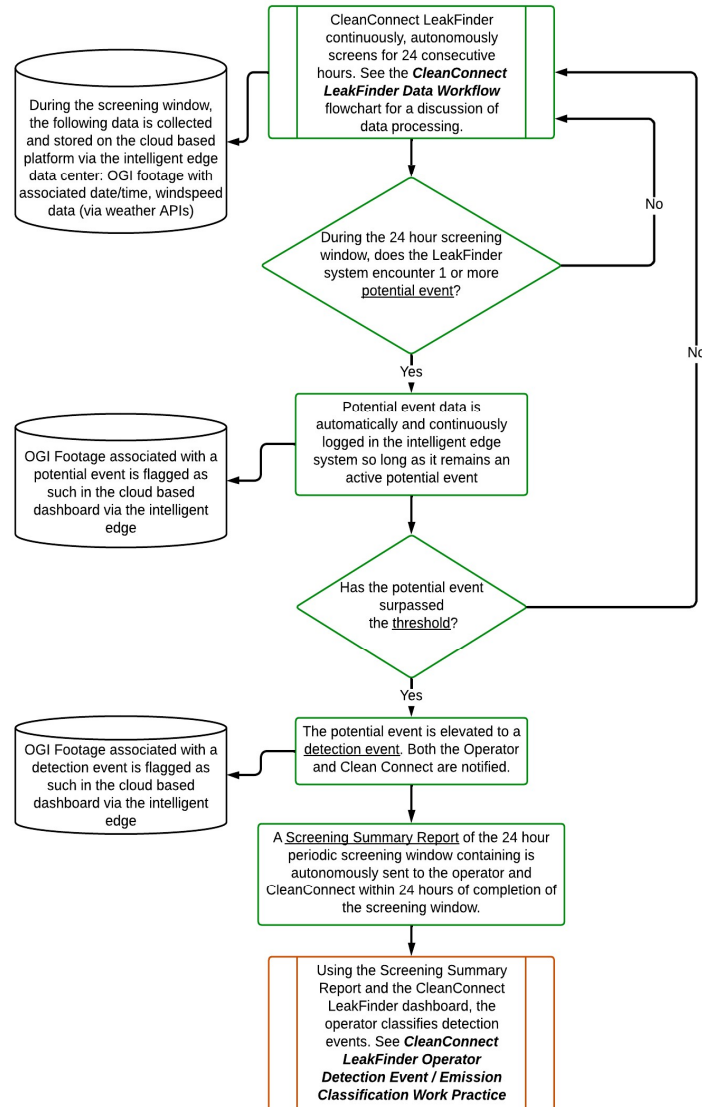 CleanConnect LeakFinder
continuously, autonomously
screens for 24 consecutive
hours. See the CleanConnect
LeakFinder Data Workflow
flowchart for a discussion of
data processing.
During the screening window,
the following data is collected
and stored on the cloud based
platform via the intelligent edge
data center: OGI footage with
associated date/time, windspeed
data (via weather APIs)
During the 24 hour screening
window, does the LeakFinder
system encounter 1 or more
potential event?
No
No
Yes
Potential event data is
automatically and continuously
logged in the intelligent edge
system so long as it remains an
active potential event
OGI Footage associated with a
potential event is flagged as
such in the cloud based
dashboard via the intelligent
edge
Has the potential event
surpassed
the threshold?
Yes
The potential event is elevated to a
detection event. Both the Operator
and Clean Connect are notified.
OGI Footage associated with a
detection event is flagged as
such in the cloud based
dashboard via the intelligent
edge
A Screening Summary Report of the 24 hour
periodic screening window containing is
autonomously sent to the operator and
CleanConnect within 24 hours of completion of
the screening window.
Using the Screening Summary
Report and the CleanConnect
LeakFinder dashboard, the
operator classifies detection
events. See CleanConnect
LeakFinder Operator
Detection Event / Emission
Classification Work Practice